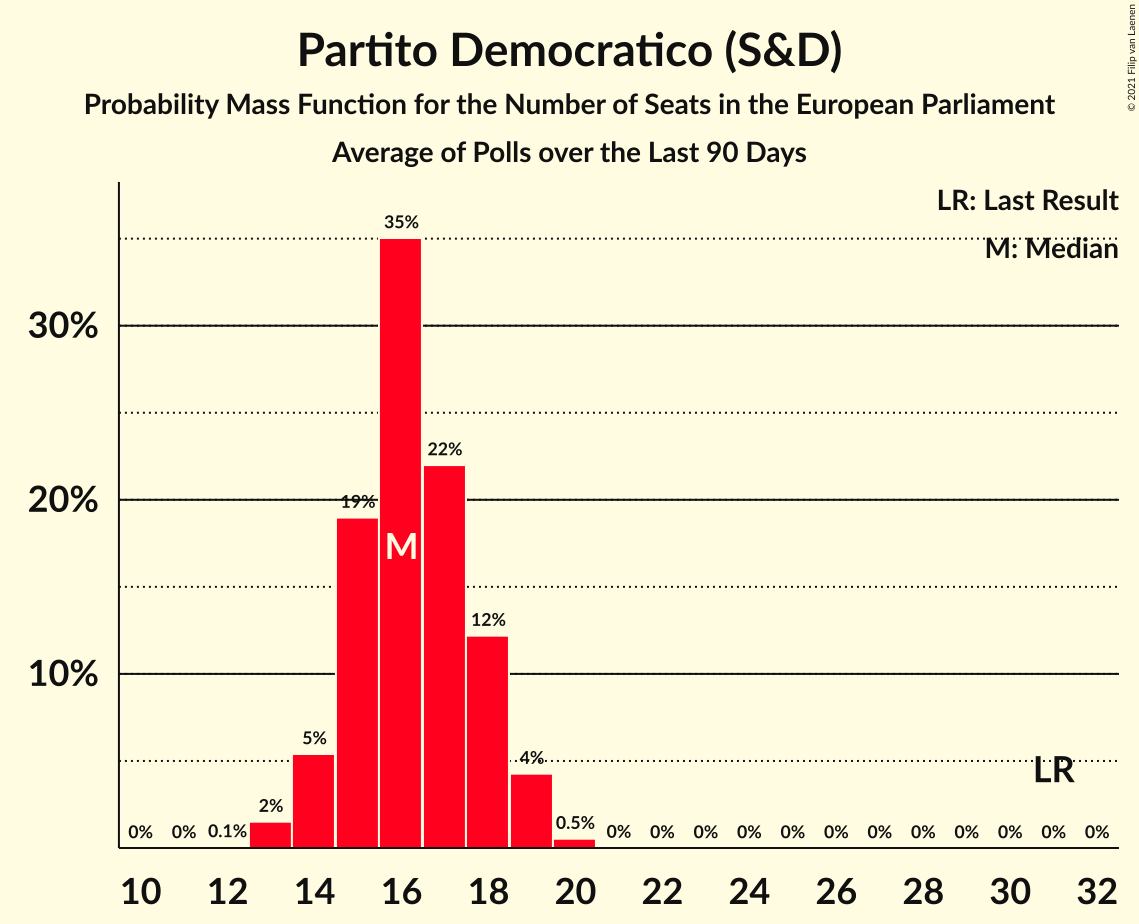 Partito Democratico (S&D)
Probability Mass Function for the Number of Seats in the European Parliament
Average of Polls over the Last 90 Days
© 2021 Filip van Laenen
LR: Last Result
M: Median
35%
30%
22%
20%
19%
M
12%
10%
5%
4%
LR
2%
0% 0% 0.1% 0.5% 0% 0% 0% 0% 0% 0% 0% 0% 0% 0% 0% 0%
10 12 14 16 18 20 22 24 26 28 30 32